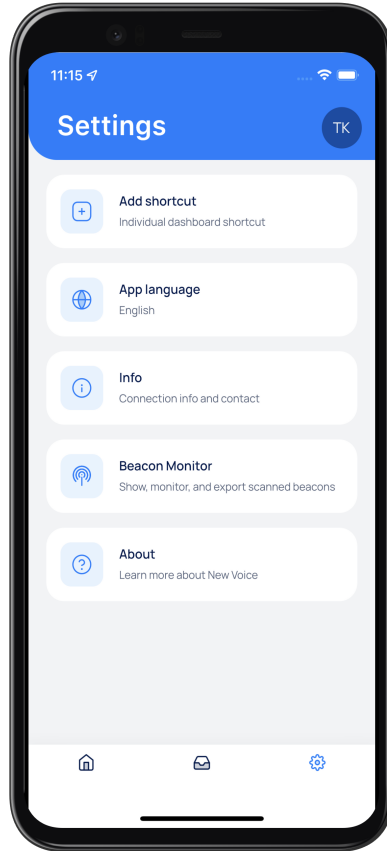 11:15
Settings
TK
Add shortcut
Individual dashboard shortcut
App language
English
Info
Connection info and contact
Beacon Monitor
Show, monitor, and export scanned beacons
About
Learn more about New Voice